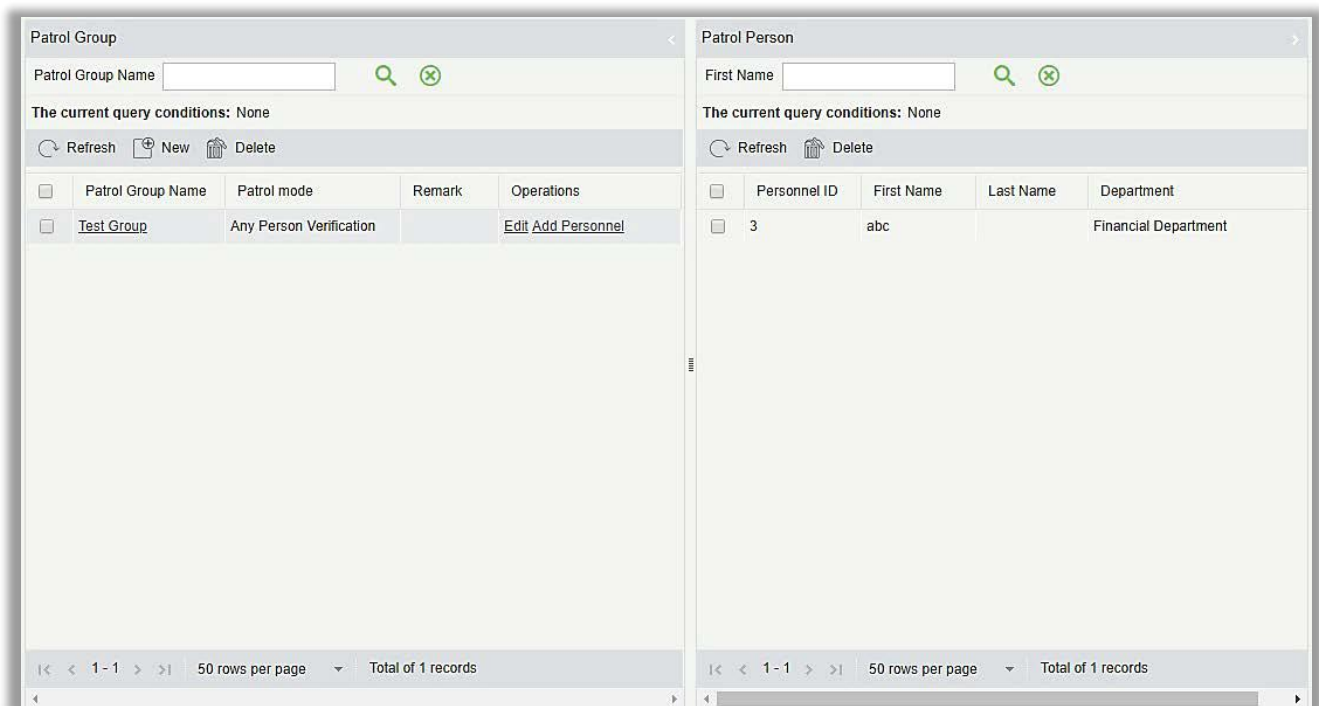 Patrol Group
Patrol Group Name
The current query conditions: None
Refresh New Delete
Patrol Group Name Patrol mode Remark Operations
Test Group Any Person Verification Edit Add Personnel
1 - 1 50 rows per page Total of 1 records
Patrol Person
First Name
The current query conditions: None
Refresh Delete
Personnel ID First Name Last Name Department
3 abc Financial Department
1 - 1 50 rows per page Total of 1 records